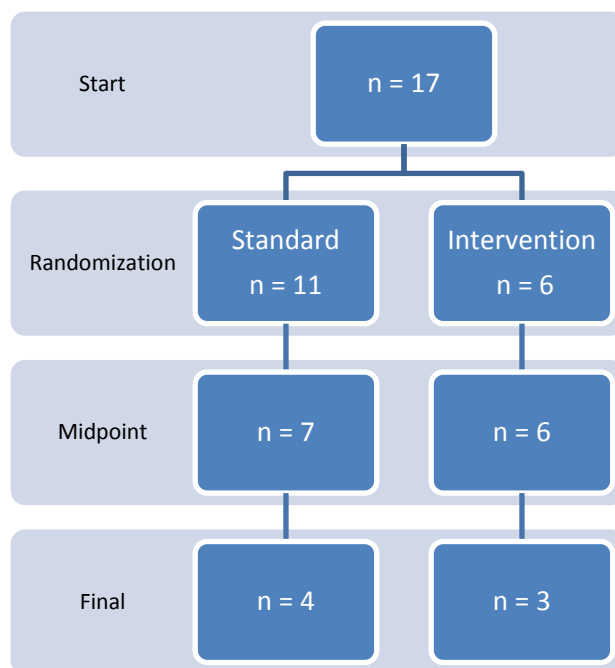 Start
n = 17
Randomization
Standard
n = 11
Intervention
n = 6
Midpoint
n = 7
n = 6
Final
n = 4
n = 3